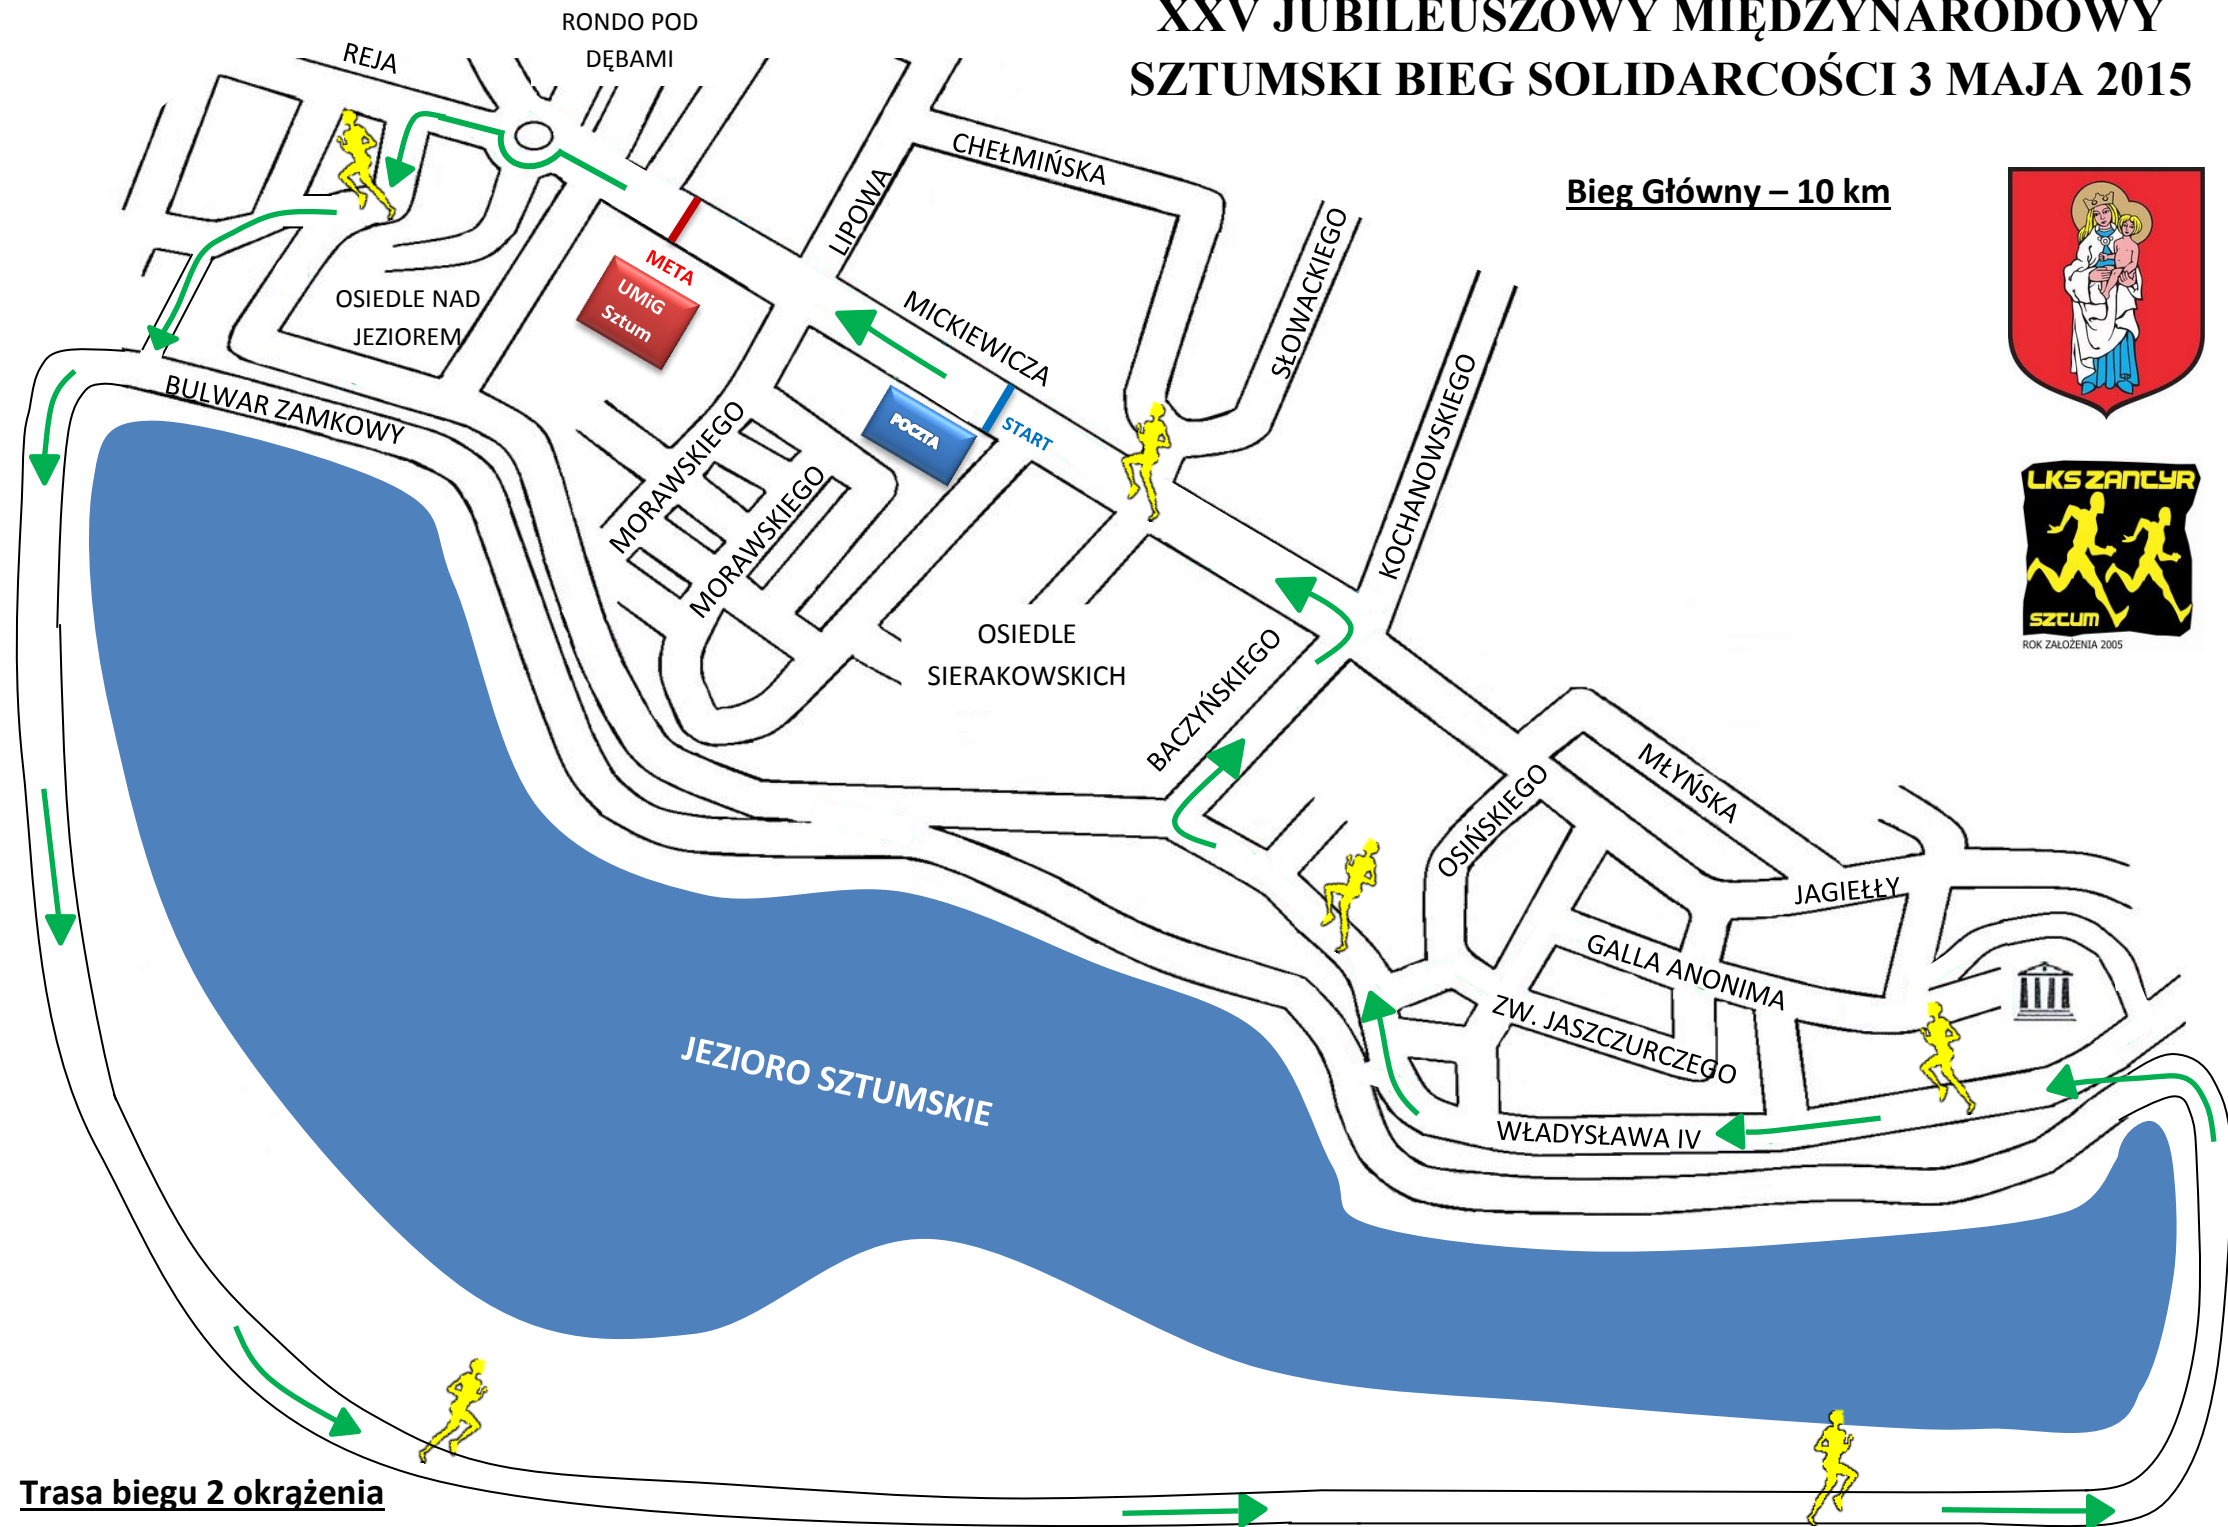 XXV JUBILEUSZOWY MIĘDZYNARODOWY
SZTUMSKI BIEG SOLIDARCOŚCI 3 MAJA 2015
RONDO POD
DĘBAMI
REJA
CHEŁMIŃSKA
LIPOWA
Bieg Główny – 10 km
SŁOWACKIEGO
META
UMiG
Sztum
OSIEDLE NAD
JEZIOREM
MICKIEWICZA
BULWAR ZAMKOWY
POCZTA
START
KOCHANOWSKIEGO
MORAWSKIEGO
MORAWSKIEGO
LKS ZANTYR
SZTUM
ROK ZAŁOŻENIA 2005
OSIEDLE
SIERAKOWSKICH
BACZYŃSKIEGO
MŁYŃSKA
OSIŃSKIEGO
JAGIEŁŁY
GALLA ANONIMA
ZW. JASZCZURCZEGO
JEZIORO SZTUMSKIE
WŁADYSŁAWA IV
Trasa biegu 2 okrążenia